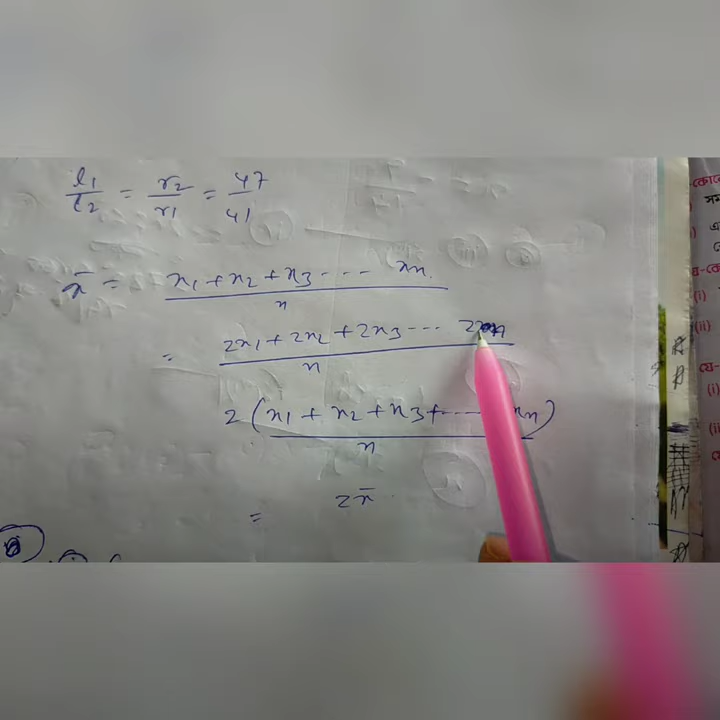 l1/l2 = r2/r1 = 47/41
x̄ = x1 + x2 + x3 --- xn / n
= 2x1 + 2x2 + 2x3 --- 2xn / n
2 (x1 + x2 + x3 + --- xn) / n
= 2x̄
(i)
(ii)
(i)